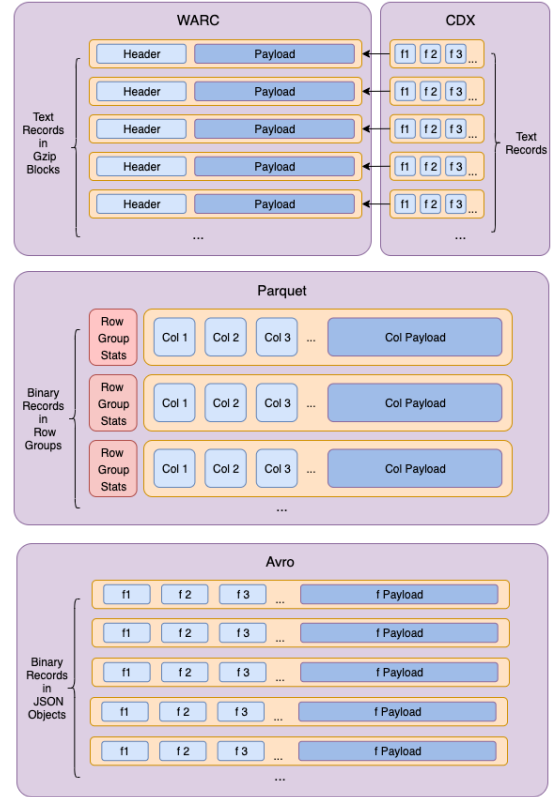 WARC
CDX
Header Payload f1 f 2 f 3 ...
Header Payload f1 f 2 f 3 ...
Header Payload f1 f 2 f 3 ...
Header Payload f1 f 2 f 3 ...
Header Payload f1 f 2 f 3 ...
... ...
Text
Records
in
Gzip
Blocks
Text
Records
Parquet
Row
Group
Stats
Col 1 Col 2 Col 3 ... Col Payload
Row
Group
Stats
Col 1 Col 2 Col 3 ... Col Payload
Row
Group
Stats
Col 1 Col 2 Col 3 ... Col Payload
...
Binary
Records
in
Row
Groups
Avro
f1 f 2 f 3 ... f Payload
f1 f 2 f 3 ... f Payload
f1 f 2 f 3 ... f Payload
f1 f 2 f 3 ... f Payload
f1 f 2 f 3 ... f Payload
...
Binary
Records
in
JSON
Objects